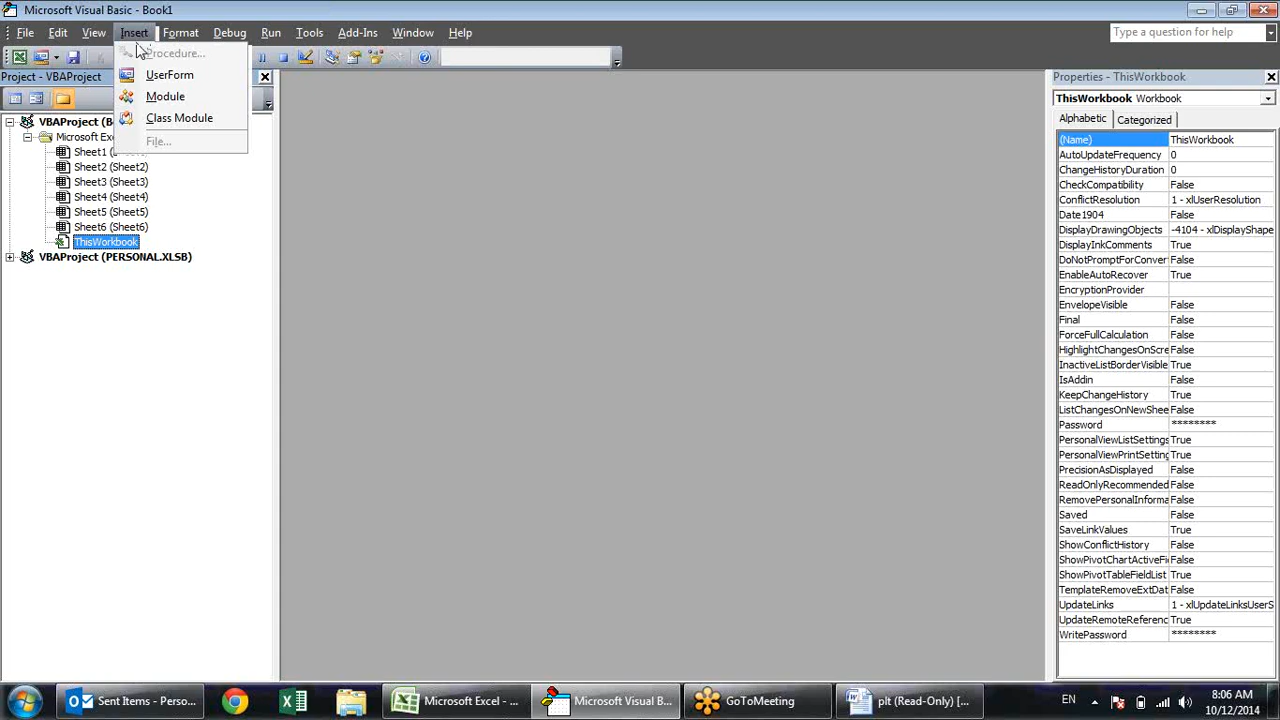 Microsoft Visual Basic - Book1
File Edit View Insert Format Debug Run Tools Add-Ins Window Help
Type a question for help
Procedure...
UserForm
Module
Class Module
File...
Project - VBAProject
VBAProject (B
Microsoft Exc
Sheet1
Sheet2 (Sheet2)
Sheet3 (Sheet3)
Sheet4 (Sheet4)
Sheet5 (Sheet5)
Sheet6 (Sheet6)
ThisWorkbook
VBAProject (PERSONAL.XLSB)
Properties - ThisWorkbook
ThisWorkbook Workbook
Alphabetic Categorized
(Name) ThisWorkbook
AutoUpdateFrequency 0
ChangeHistoryDuration 0
CheckCompatibility False
ConflictResolution 1 - xlUserResolution
Date1904 False
DisplayDrawingObjects -4104 - xlDisplayShape
DisplayInkComments True
DoNotPromptForConver False
EnableAutoRecover True
EncryptionProvider
EnvelopeVisible False
Final False
ForceFullCalculation False
HighlightChangesOnScre False
InactiveListBorderVisible True
IsAddin False
KeepChangeHistory True
ListChangesOnNewShee False
Password ********
PersonalViewListSettings True
PersonalViewPrintSetting True
PrecisionAsDisplayed False
ReadOnlyRecommended False
RemovePersonalInforma False
Saved False
SaveLinkValues True
ShowConflictHistory False
ShowPivotChartActiveFi False
ShowPivotTableFieldList True
TemplateRemoveExtDat False
UpdateLinks 1 - xlUpdateLinksUserS
UpdateRemoteReferenc True
WritePassword ********
Sent Items - Perso...
Microsoft Excel - ...
Microsoft Visual B...
GoToMeeting
plt (Read-Only) [...
EN
8:06 AM
10/12/2014